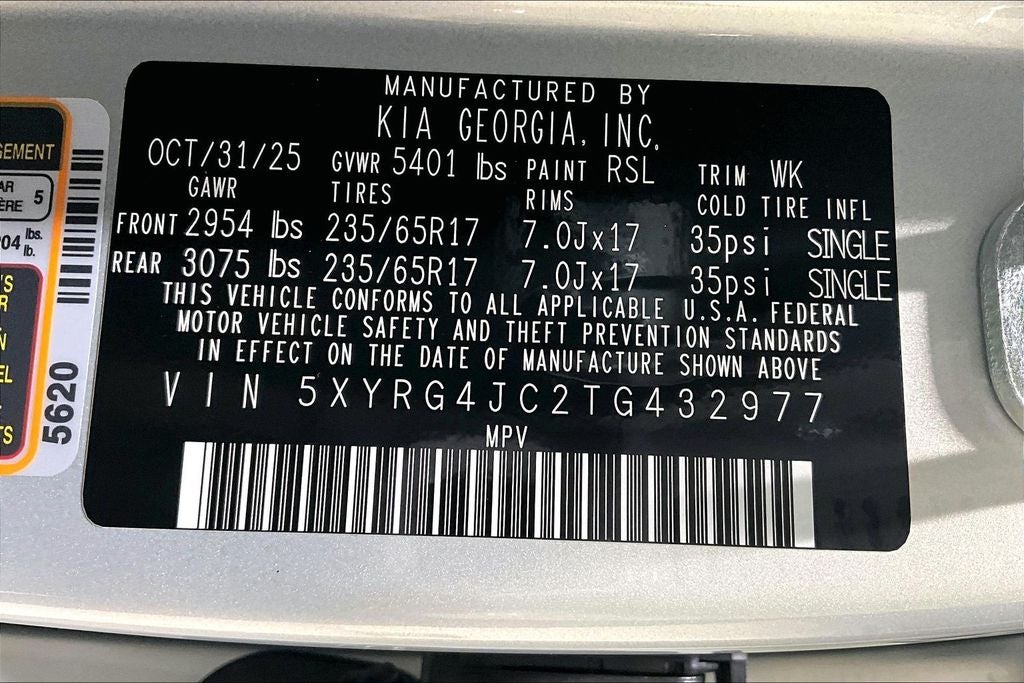 MANUFACTURED BY
KIA GEORGIA, INC.
OCT/31/25 GVWR 5401 lbs PAINT RSL TRIM WK
GAWR TIRES RIMS COLD TIRE INFL
FRONT 2954 lbs 235/65R17 7.0Jx17 35psi SINGLE
REAR 3075 lbs 235/65R17 7.0Jx17 35psi SINGLE
THIS VEHICLE CONFORMS TO ALL APPLICABLE U.S.A. FEDERAL
MOTOR VEHICLE SAFETY AND THEFT PREVENTION STANDARDS
IN EFFECT ON THE DATE OF MANUFACTURE SHOWN ABOVE
VIN 5XYRG4JC2TG432977
MPV
5
lbs.
lb.
5620